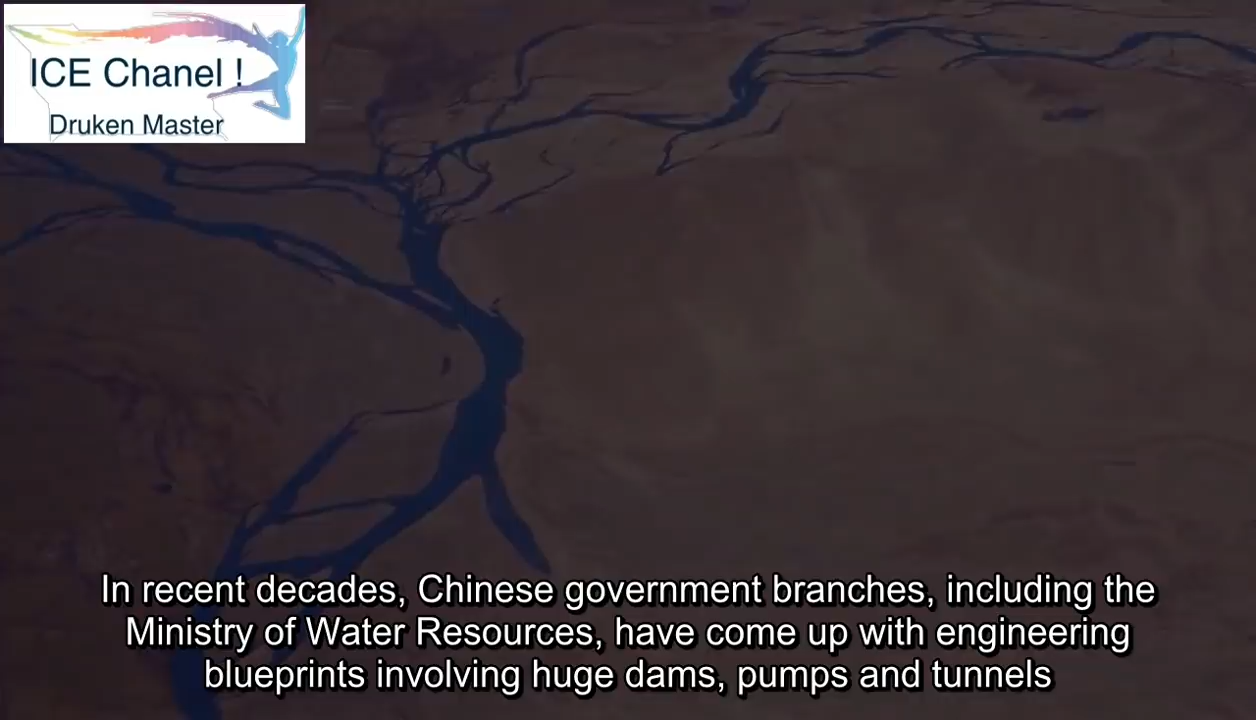 ICE Chanel !
Druken Master
In recent decades, Chinese government branches, including the
Ministry of Water Resources, have come up with engineering
blueprints involving huge dams, pumps and tunnels